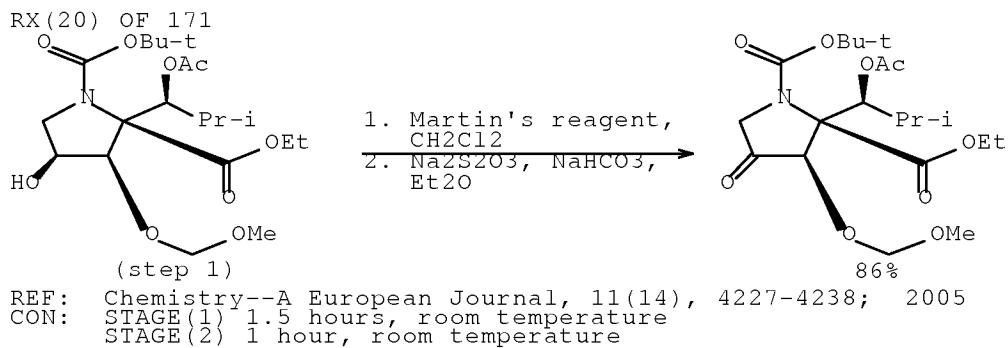 RX(20) OF 171
O
OBu-t
OAc
N
Pr-i
OEt
O
HO
O
OMe
(step 1)
1. Martin's reagent,
CH2Cl2
2. Na2S2O3, NaHCO3,
Et2O
O
OBu-t
OAc
N
Pr-i
OEt
O
O
O
OMe
86%
REF: Chemistry--A European Journal, 11(14), 4227-4238; 2005
CON: STAGE(1) 1.5 hours, room temperature
STAGE(2) 1 hour, room temperature